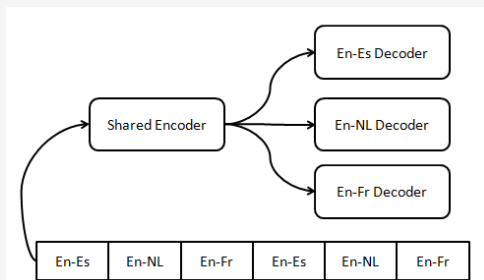 En-Es Decoder
Shared Encoder
En-NL Decoder
En-Fr Decoder
En-Es En-NL En-Fr En-Es En-NL En-Fr